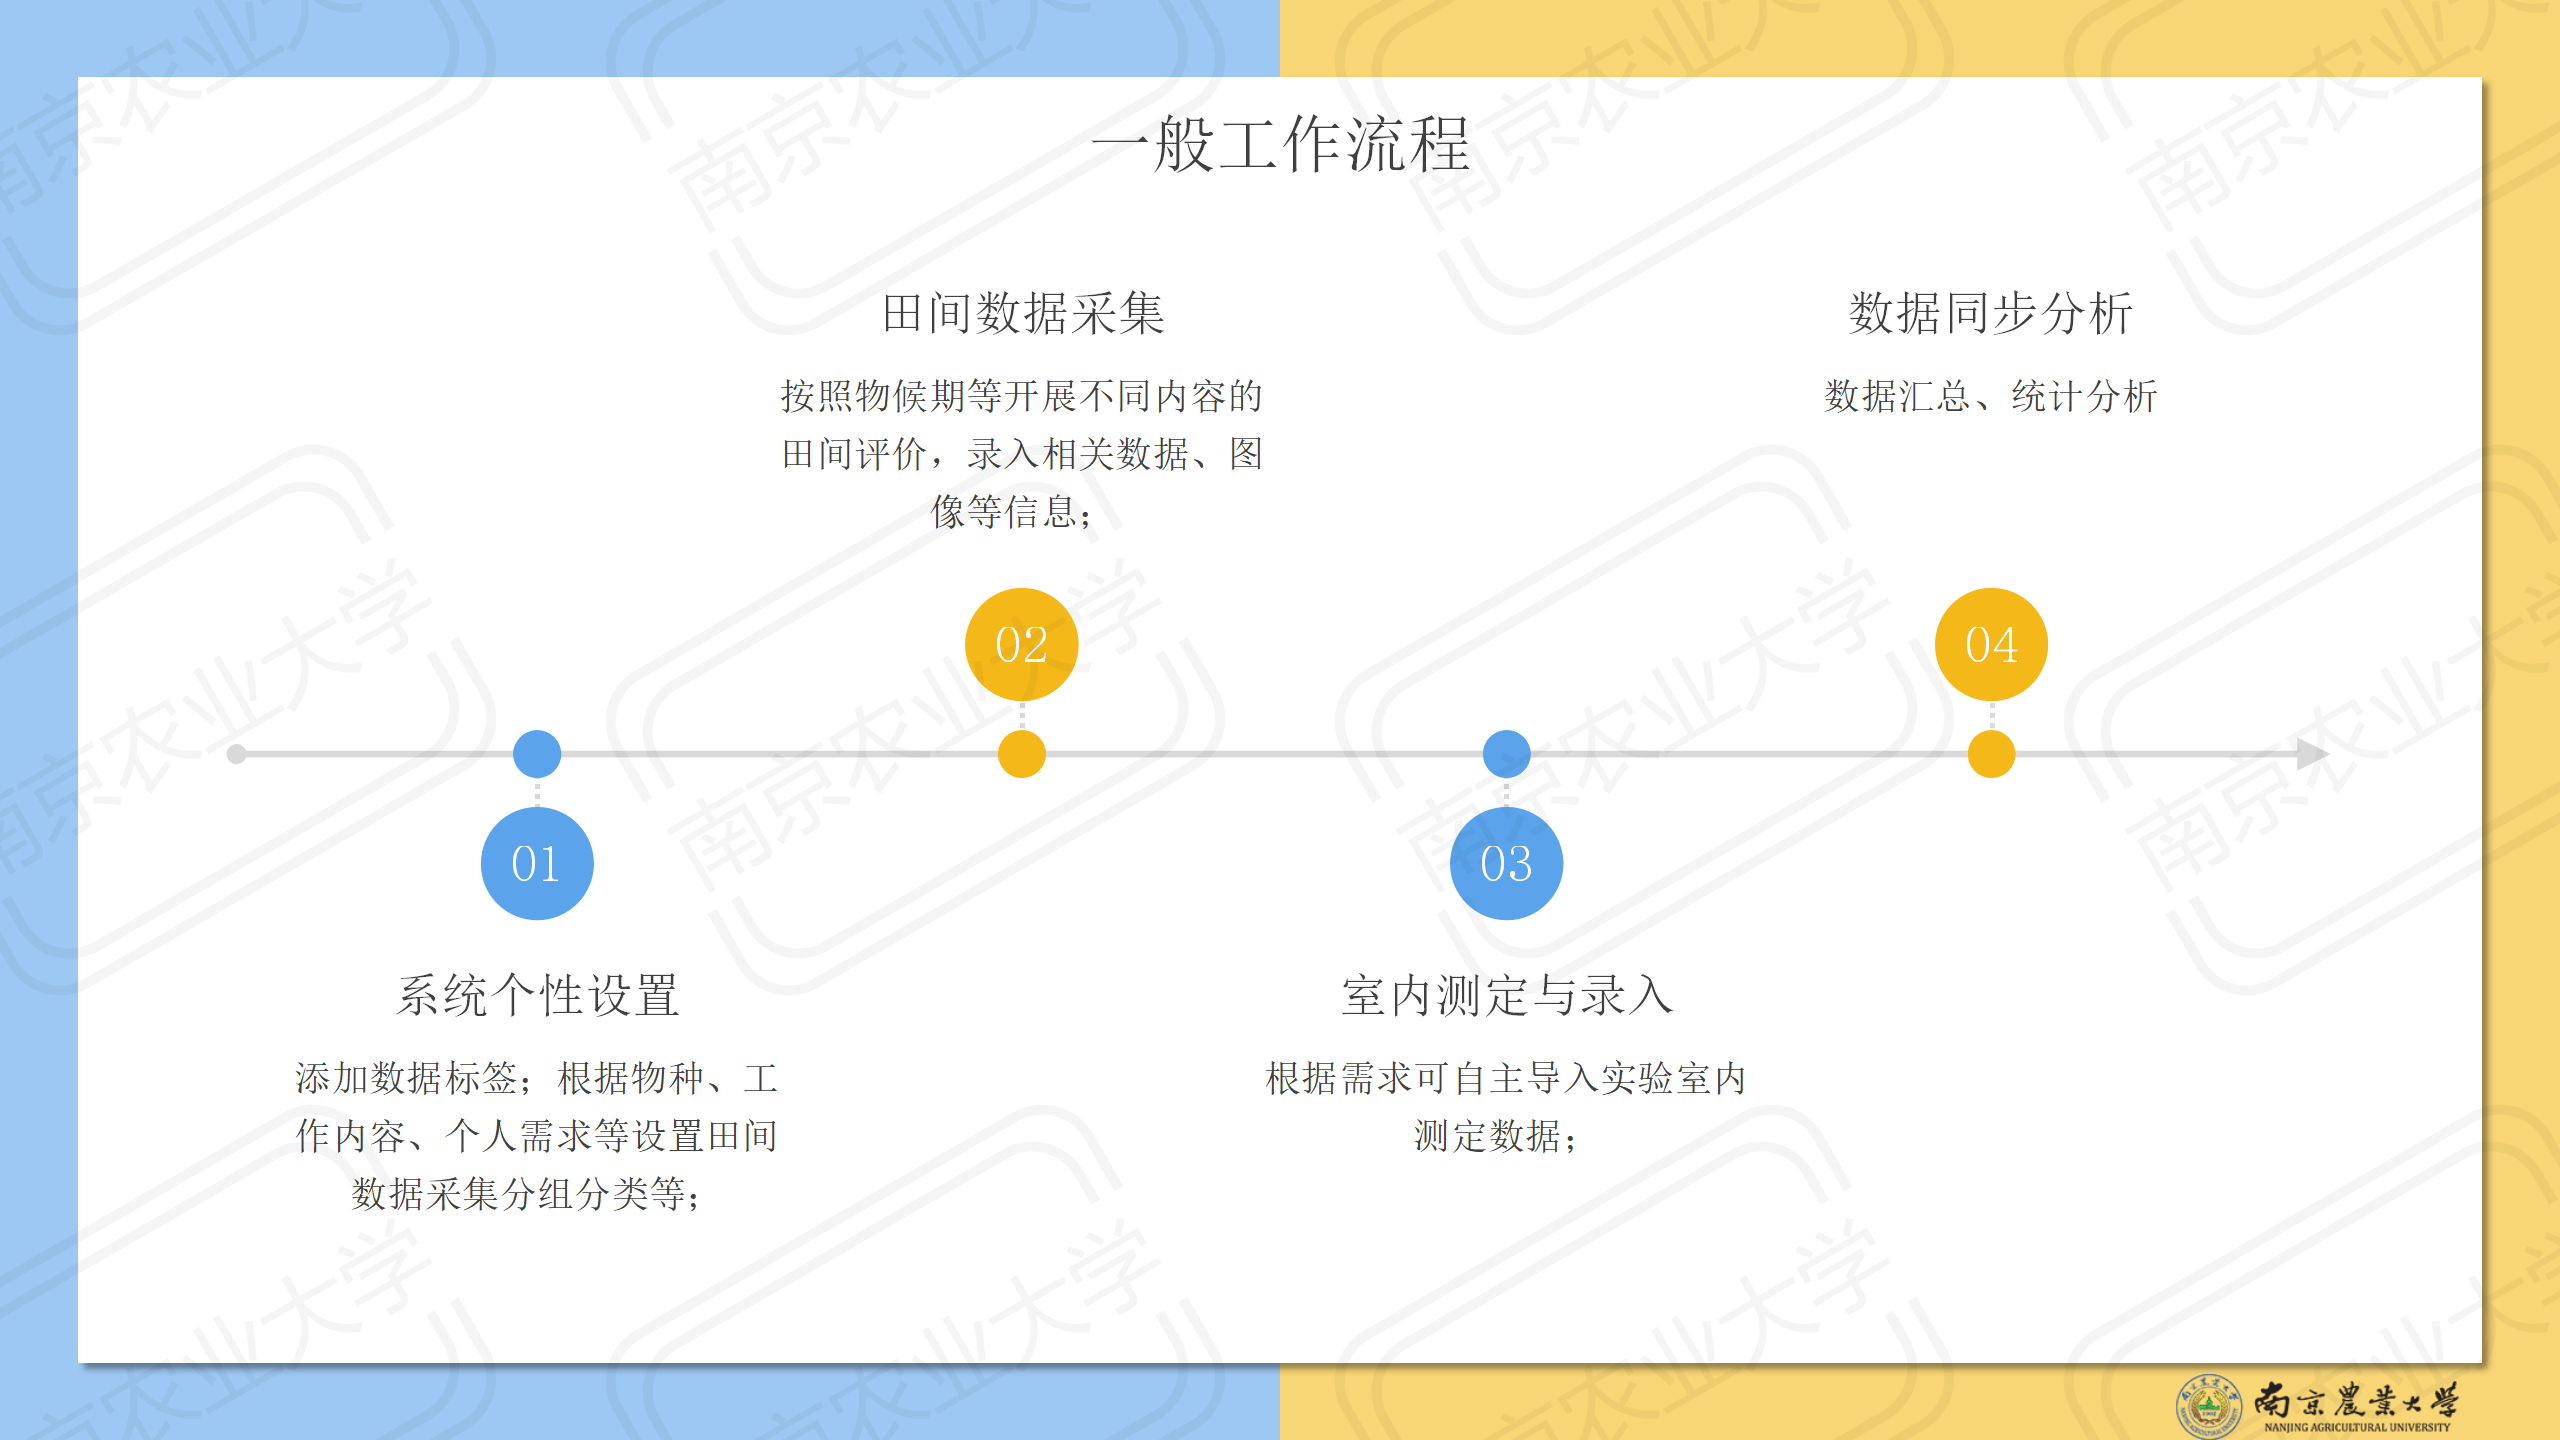 一般工作流程
系统个性设置
添加数据标签；根据物种、工
作内容、个人需求等设置田间
数据采集分组分类等；
01
田间数据采集
按照物候期等开展不同内容的
田间评价，录入相关数据、图
像等信息；
02
室内测定与录入
根据需求可自主导入实验室内
测定数据；
03
数据同步分析
数据汇总、统计分析
04
南京农业大学
南京農業大學
NANJING AGRICULTURAL UNIVERSITY